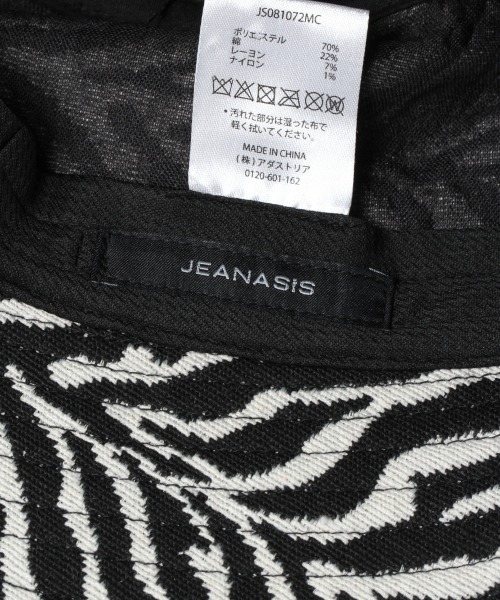 JS081072MC
ポリエステル 70%
綿 22%
レーヨン 7%
ナイロン 1%
・汚れた部分は湿った布で
軽く拭いてください。
MADE IN CHINA
(株)アダストリア
0120-601-162
JEANASiS